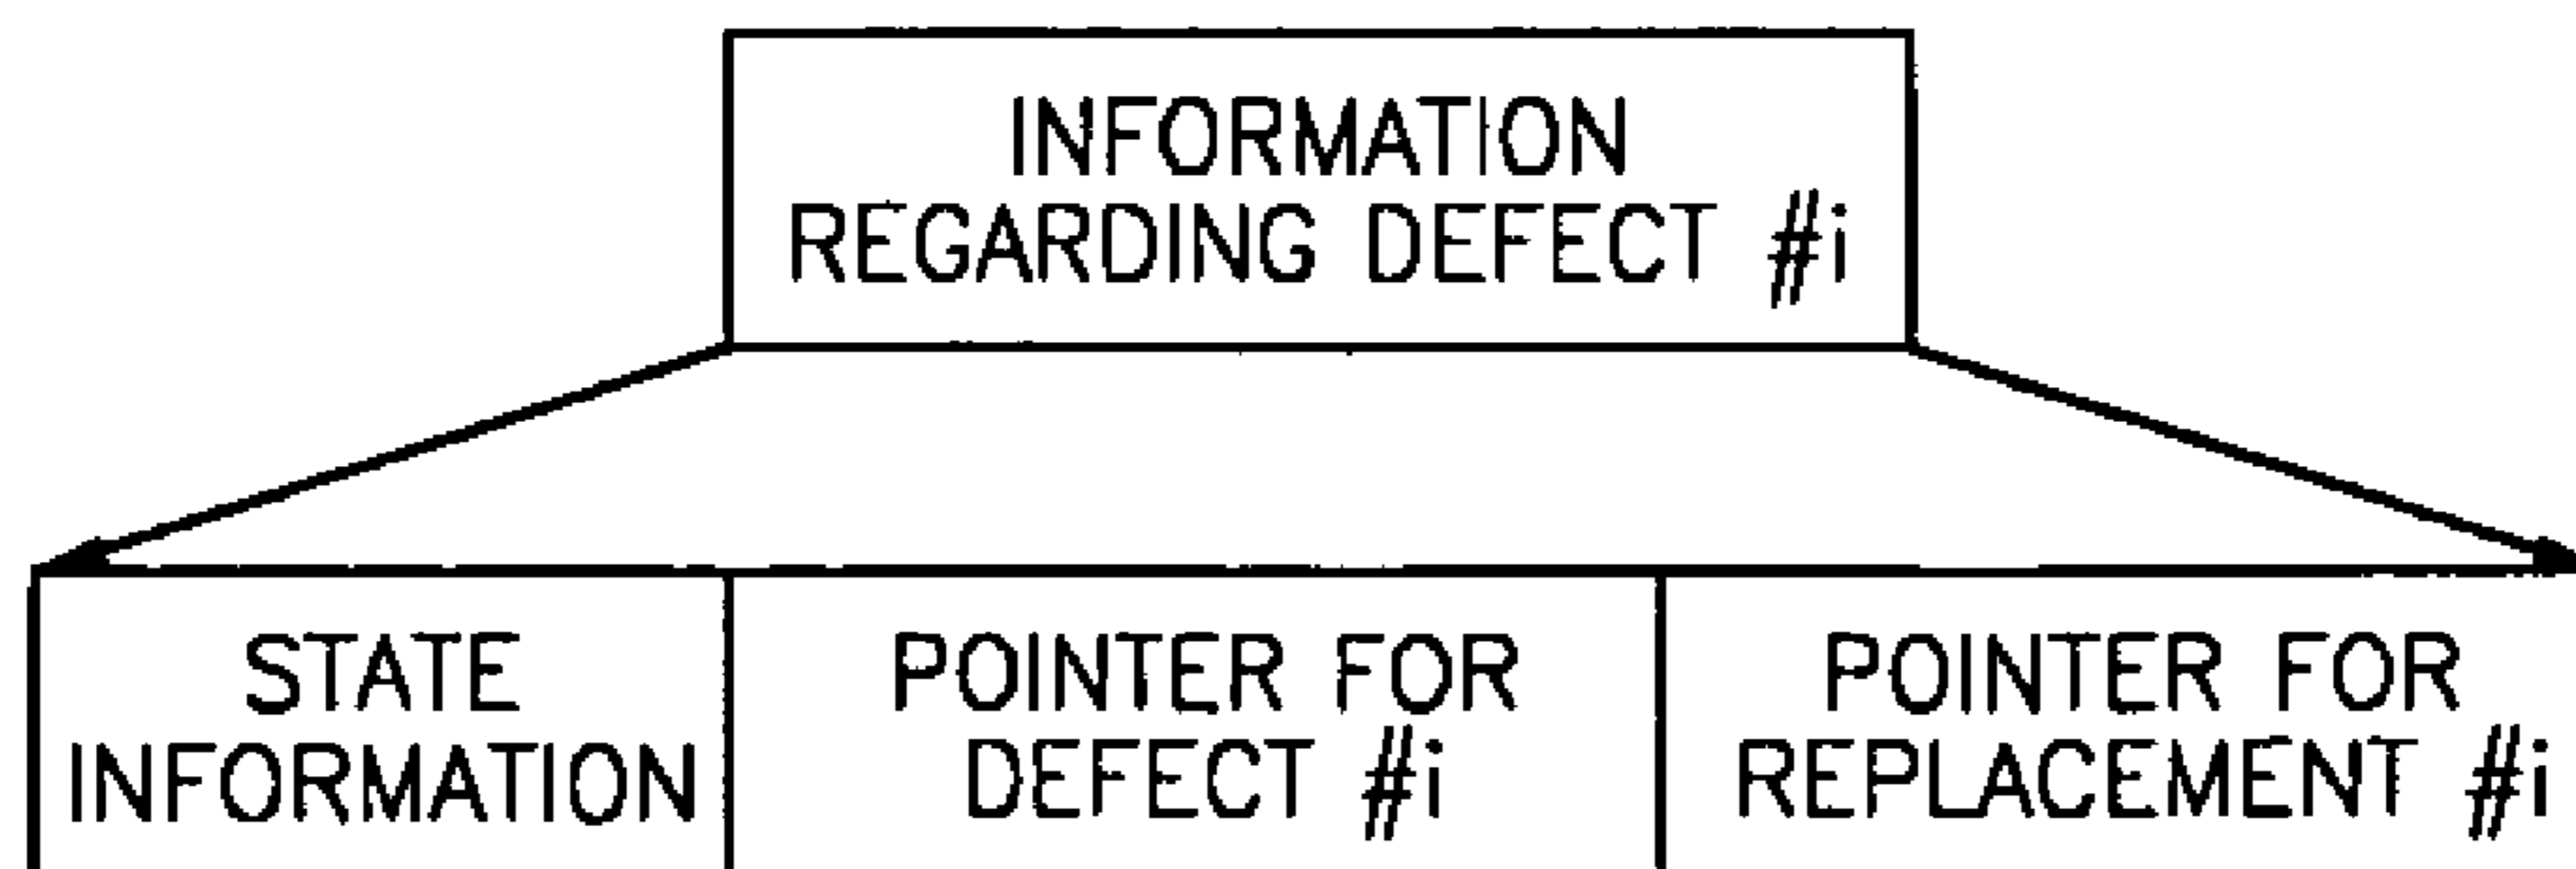 INFORMATION
REGARDING DEFECT #i
STATE
INFORMATION
POINTER FOR
DEFECT #i
POINTER FOR
REPLACEMENT #i